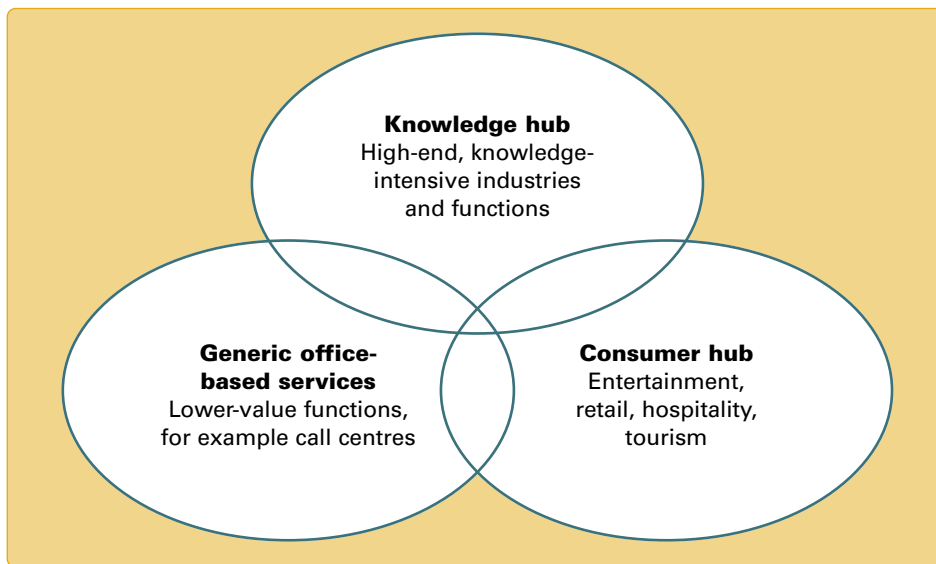 Knowledge hub
High-end, knowledge-
intensive industries
and functions
Generic office-
based services
Lower-value functions,
for example call centres
Consumer hub
Entertainment,
retail, hospitality,
tourism